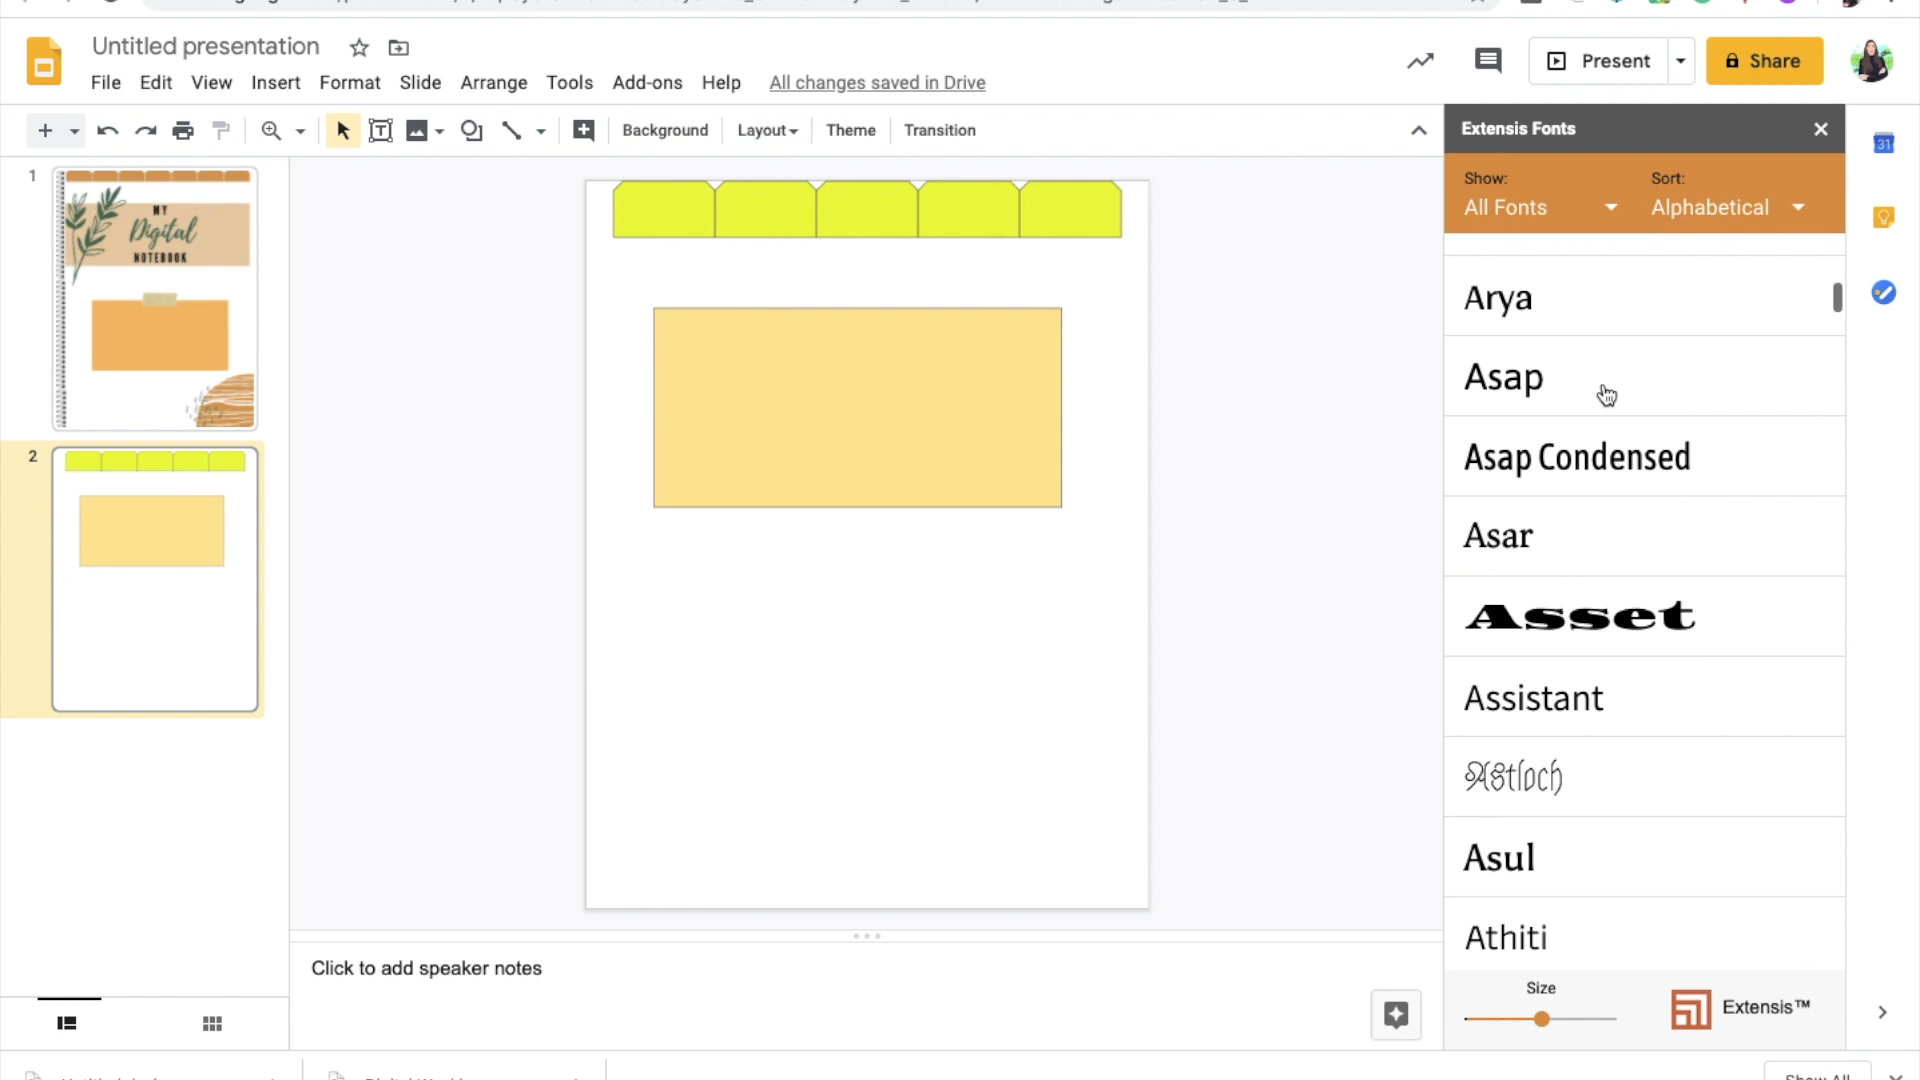 Untitled presentation
File Edit View Insert Format Slide Arrange Tools Add-ons Help All changes saved in Drive
Present
Share
Background Layout Theme Transition
Extensis Fonts
31
Show: Sort:
All Fonts Alphabetical
1
MY
Digital
NOTEBOOK
2
Arya
Asap
Asap Condensed
Asar
Asset
Assistant
Astloch
Asul
Athiti
Click to add speaker notes
Size
Extensis™